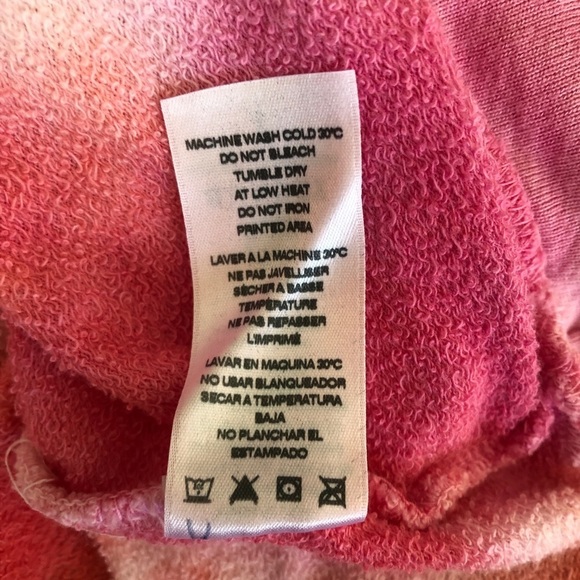 MACHINE WASH COLD 30°C
DO NOT BLEACH
TUMBLE DRY
AT LOW HEAT
DO NOT IRON
PRINTED AREA
LAVER A LA MACHINE 30°C
NE PAS JAVELLISER
SÉCHER A BASSE
TEMPÉRATURE
NE PAS REPASSER
L'IMPRIMÉ
LAVAR EN MAQUINA 30°C
NO USAR BLANQUEADOR
SECAR A TEMPERATURA
BAJA
NO PLANCHAR EL
ESTAMPADO